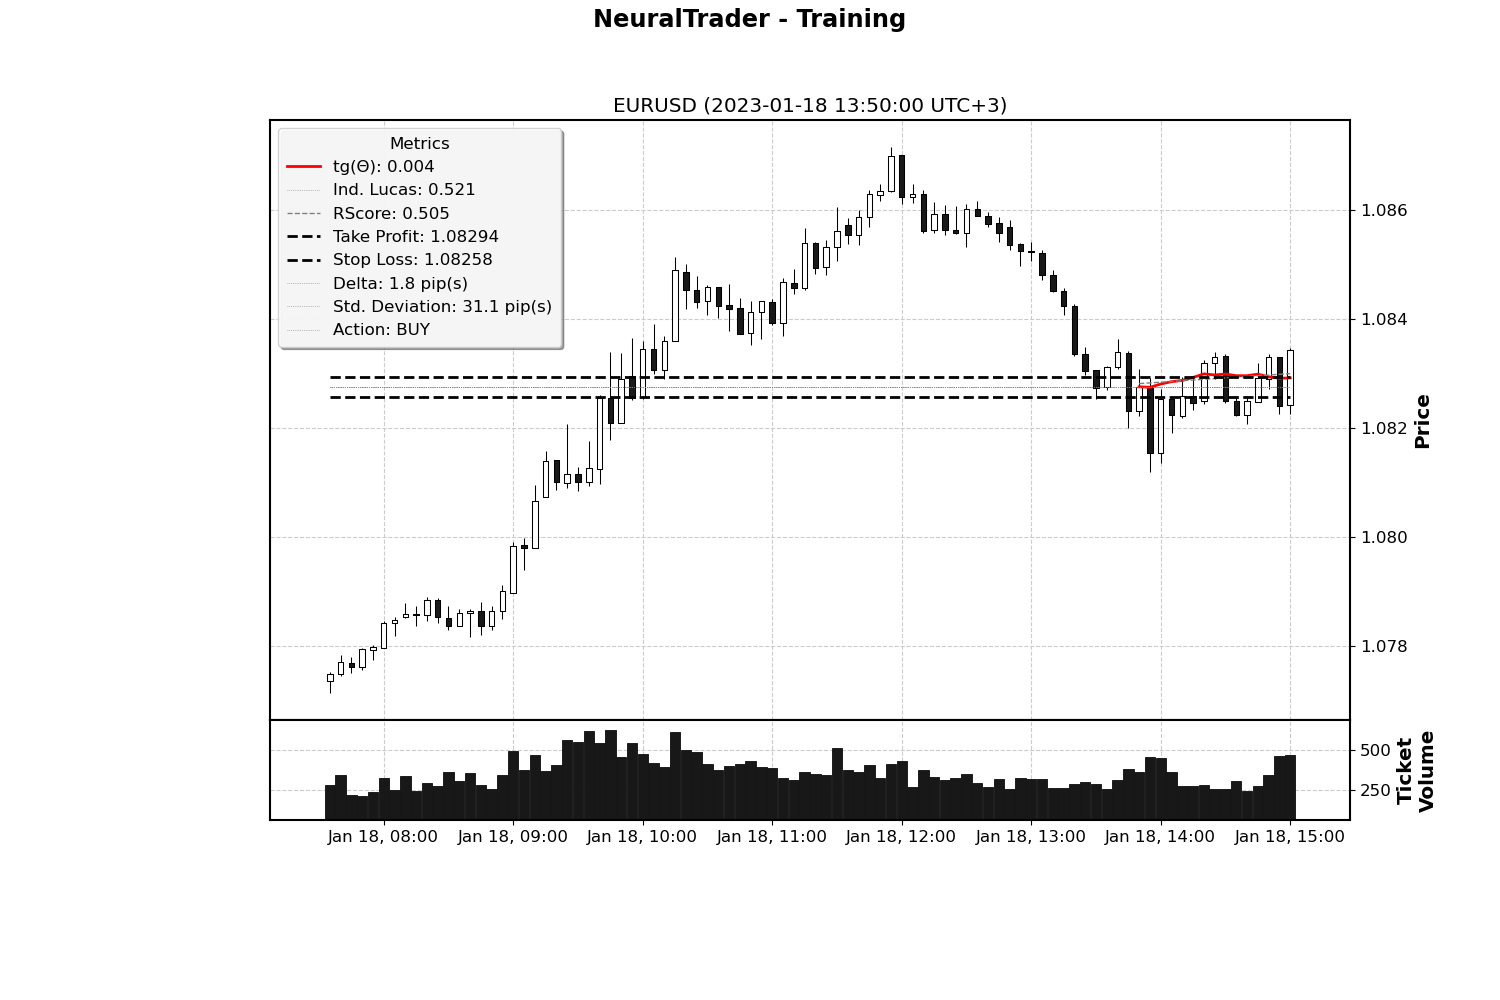 NeuralTrader - Training
EURUSD (2023-01-18 13:50:00 UTC+3)
Metrics
tg(Θ): 0.004
Ind. Lucas: 0.521
RScore: 0.505
Take Profit: 1.08294
Stop Loss: 1.08258
Delta: 1.8 pip(s)
Std. Deviation: 31.1 pip(s)
Action: BUY
1.086
1.084
1.082
1.080
1.078
Price
500
250
Ticket
Volume
Jan 18, 08:00
Jan 18, 09:00
Jan 18, 10:00
Jan 18, 11:00
Jan 18, 12:00
Jan 18, 13:00
Jan 18, 14:00
Jan 18, 15:00